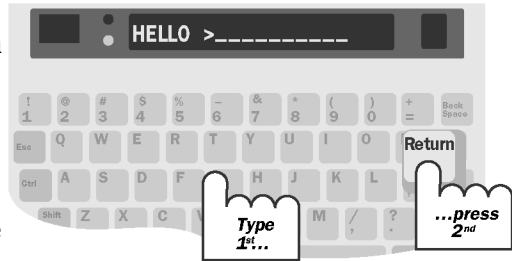 HELLO >__________
! @ # $ % _ & * ( ) +
1 2 3 4 5 6 7 8 9 0 = Back Space
Esc Q W E R T Y U I O Return
Ctrl A S D F H J K L
Shift Z X C M / , ? .
Type 1st...
...press 2nd